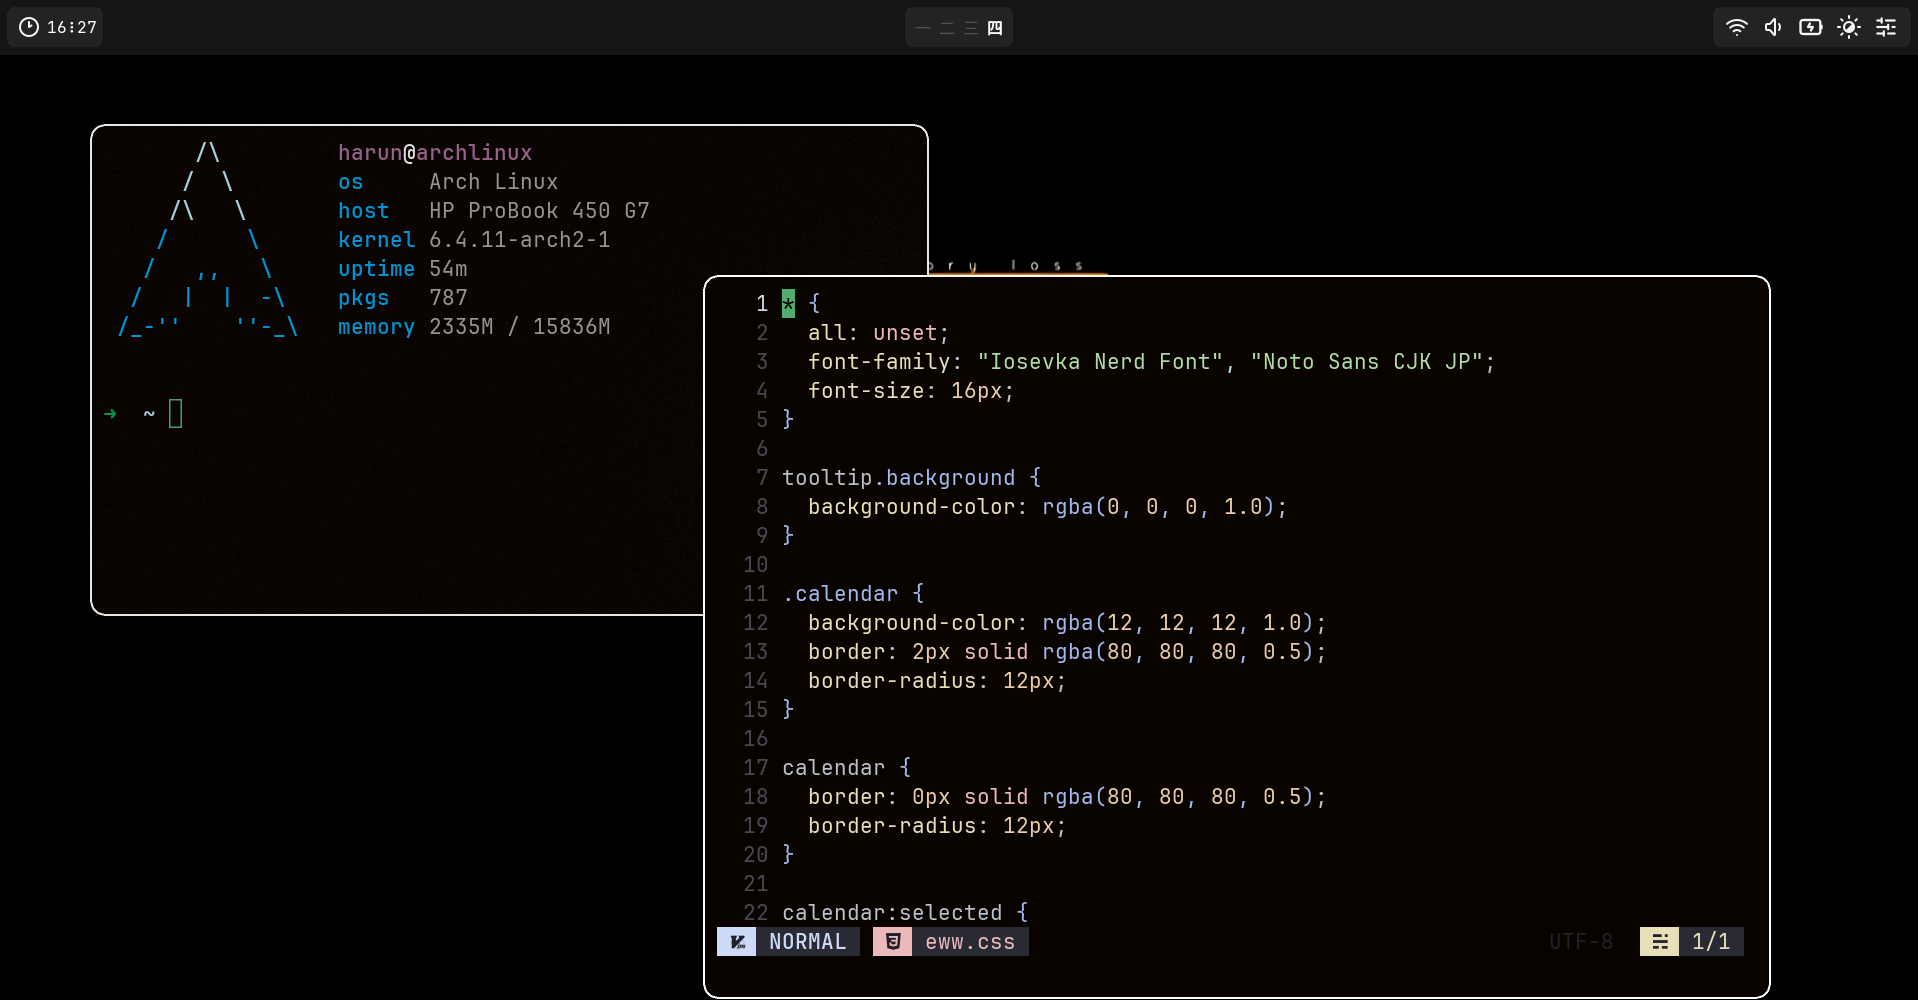 16:27
一 二 三 四
/\
/  \
/\   \
/      \
/   ,,   \
/   |  |  -\
/_-''    ''-_\
harun@archlinux
os Arch Linux
host HP ProBook 450 G7
kernel 6.4.11-arch2-1
uptime 54m
pkgs 787
memory 2335M / 15836M
→ ~
ory loss
1 * {
2 all: unset;
3 font-family: "Iosevka Nerd Font", "Noto Sans CJK JP";
4 font-size: 16px;
5 }
6
7 tooltip.background {
8 background-color: rgba(0, 0, 0, 1.0);
9 }
10
11 .calendar {
12 background-color: rgba(12, 12, 12, 1.0);
13 border: 2px solid rgba(80, 80, 80, 0.5);
14 border-radius: 12px;
15 }
16
17 calendar {
18 border: 0px solid rgba(80, 80, 80, 0.5);
19 border-radius: 12px;
20 }
21
22 calendar:selected {
NORMAL eww.css UTF-8 1/1